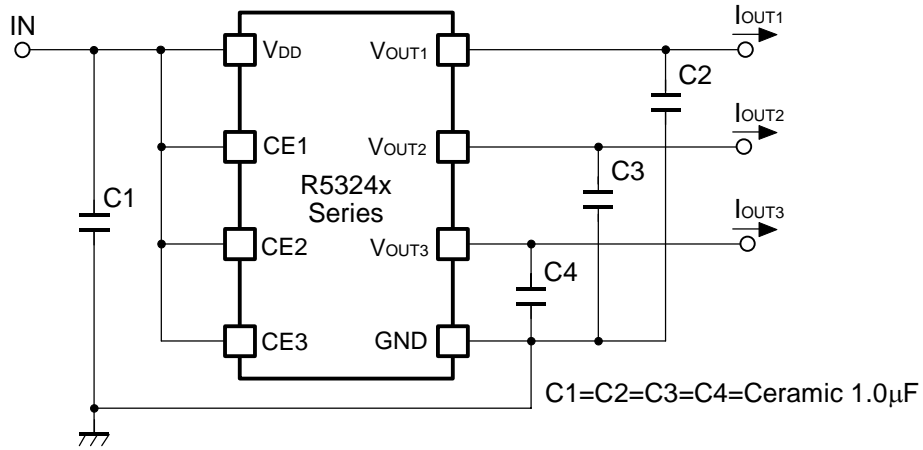 IN
VDD
CE1
CE2
CE3
R5324x
Series
VOUT1
VOUT2
VOUT3
GND
C1
C2
C3
C4
IOUT1
IOUT2
IOUT3
C1=C2=C3=C4=Ceramic 1.0μF